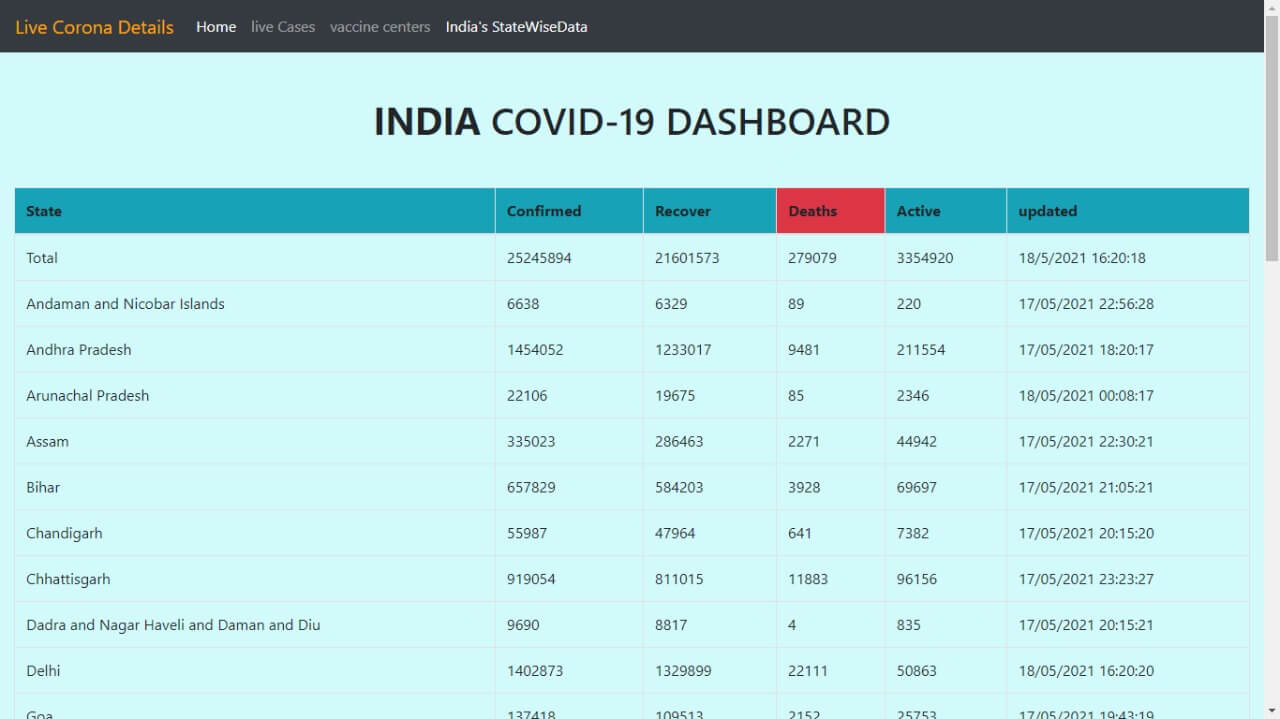 Live Corona Details Home live Cases vaccine centers India's StateWiseData
INDIA COVID-19 DASHBOARD
State Confirmed Recover Deaths Active updated
Total 25245894 21601573 279079 3354920 18/5/2021 16:20:18
Andaman and Nicobar Islands 6638 6329 89 220 17/05/2021 22:56:28
Andhra Pradesh 1454052 1233017 9481 211554 17/05/2021 18:20:17
Arunachal Pradesh 22106 19675 85 2346 18/05/2021 00:08:17
Assam 335023 286463 2271 44942 17/05/2021 22:30:21
Bihar 657829 584203 3928 69697 17/05/2021 21:05:21
Chandigarh 55987 47964 641 7382 17/05/2021 20:15:20
Chhattisgarh 919054 811015 11883 96156 17/05/2021 23:23:27
Dadra and Nagar Haveli and Daman and Diu 9690 8817 4 835 17/05/2021 20:15:21
Delhi 1402873 1329899 22111 50863 18/05/2021 16:20:20
Goa 137418 109513 2152 25753 17/05/2021 19:43:19